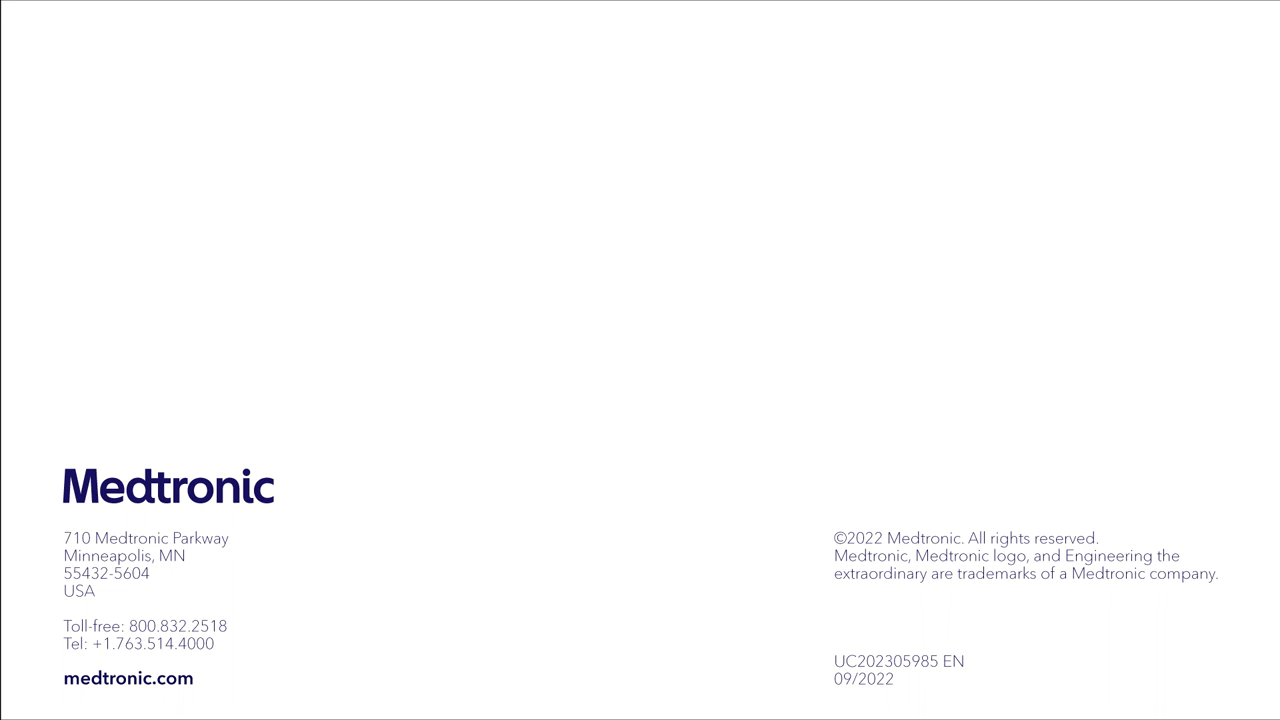 Medtronic
710 Medtronic Parkway
Minneapolis, MN
55432-5604
USA
Toll-free: 800.832.2518
Tel: +1.763.514.4000
medtronic.com
©2022 Medtronic. All rights reserved.
Medtronic, Medtronic logo, and Engineering the
extraordinary are trademarks of a Medtronic company.
UC202305985 EN
09/2022